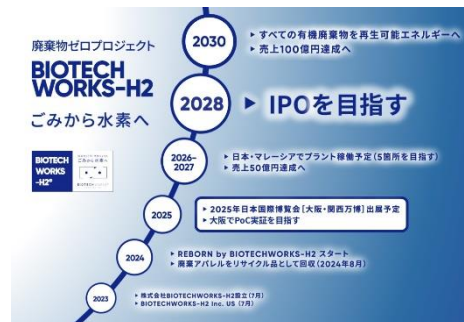 2030
▶ すべての有機廃棄物を再生可能エネルギーへ
▶ 売上100億円達成へ
廃棄物ゼロプロジェクト
BIOTECH
WORKS-H2
ごみから水素へ
2028
▶ IPOを目指す
BIOTECH
WORKS
-H2
ごみから水素へ
2026-
2027
▶ 日本・マレーシアでプラント稼働予定（5箇所を目指す）
▶ 売上50億円達成へ
2025
▶ 2025年日本国際博覧会［大阪・関西万博］出展予定
▶ 大阪でPoC実証を目指す
2024
▶ REBORN by BIOTECHWORKS-H2 スタート
▶ 廃棄アパレルをリサイクル品として回収（2024年8月）
2023
▶ 株式会社BIOTECHWORKS-H2設立（7月）
▶ BIOTECHWORKS-H2 Inc. US（7月）